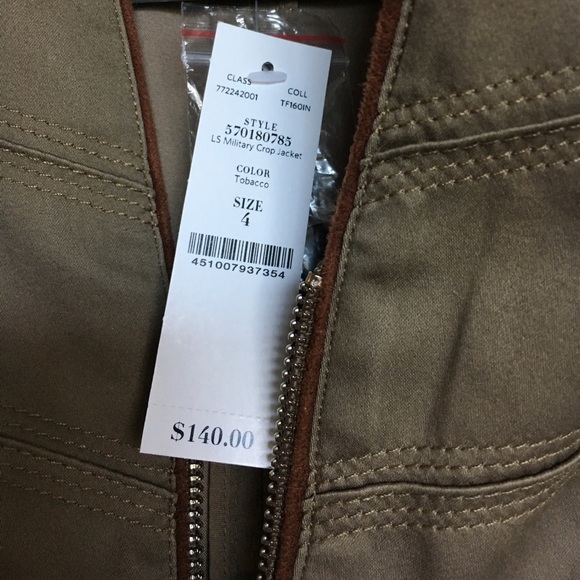 CLASS
772242001
COLL
TF160IN
STYLE
570180785
LS Military Crop Jacket
COLOR
Tobacco
SIZE
4
451007937354
$140.00